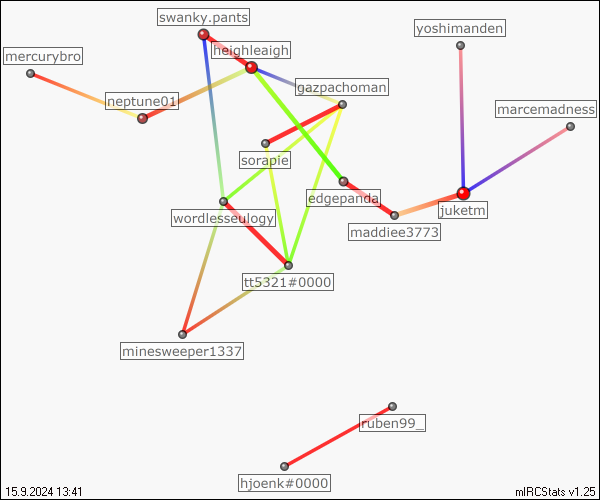 swanky.pants
yoshimanden
heighleaigh
mercurybro
gazpachoman
neptune01
marcemadness
sorapie
edgepanda
juketm
wordlesseulogy
maddiee3773
tt5321#0000
minesweeper1337
ruben99_
hjoenk#0000
15.9.2024 13:41
mIRCStats v1.25